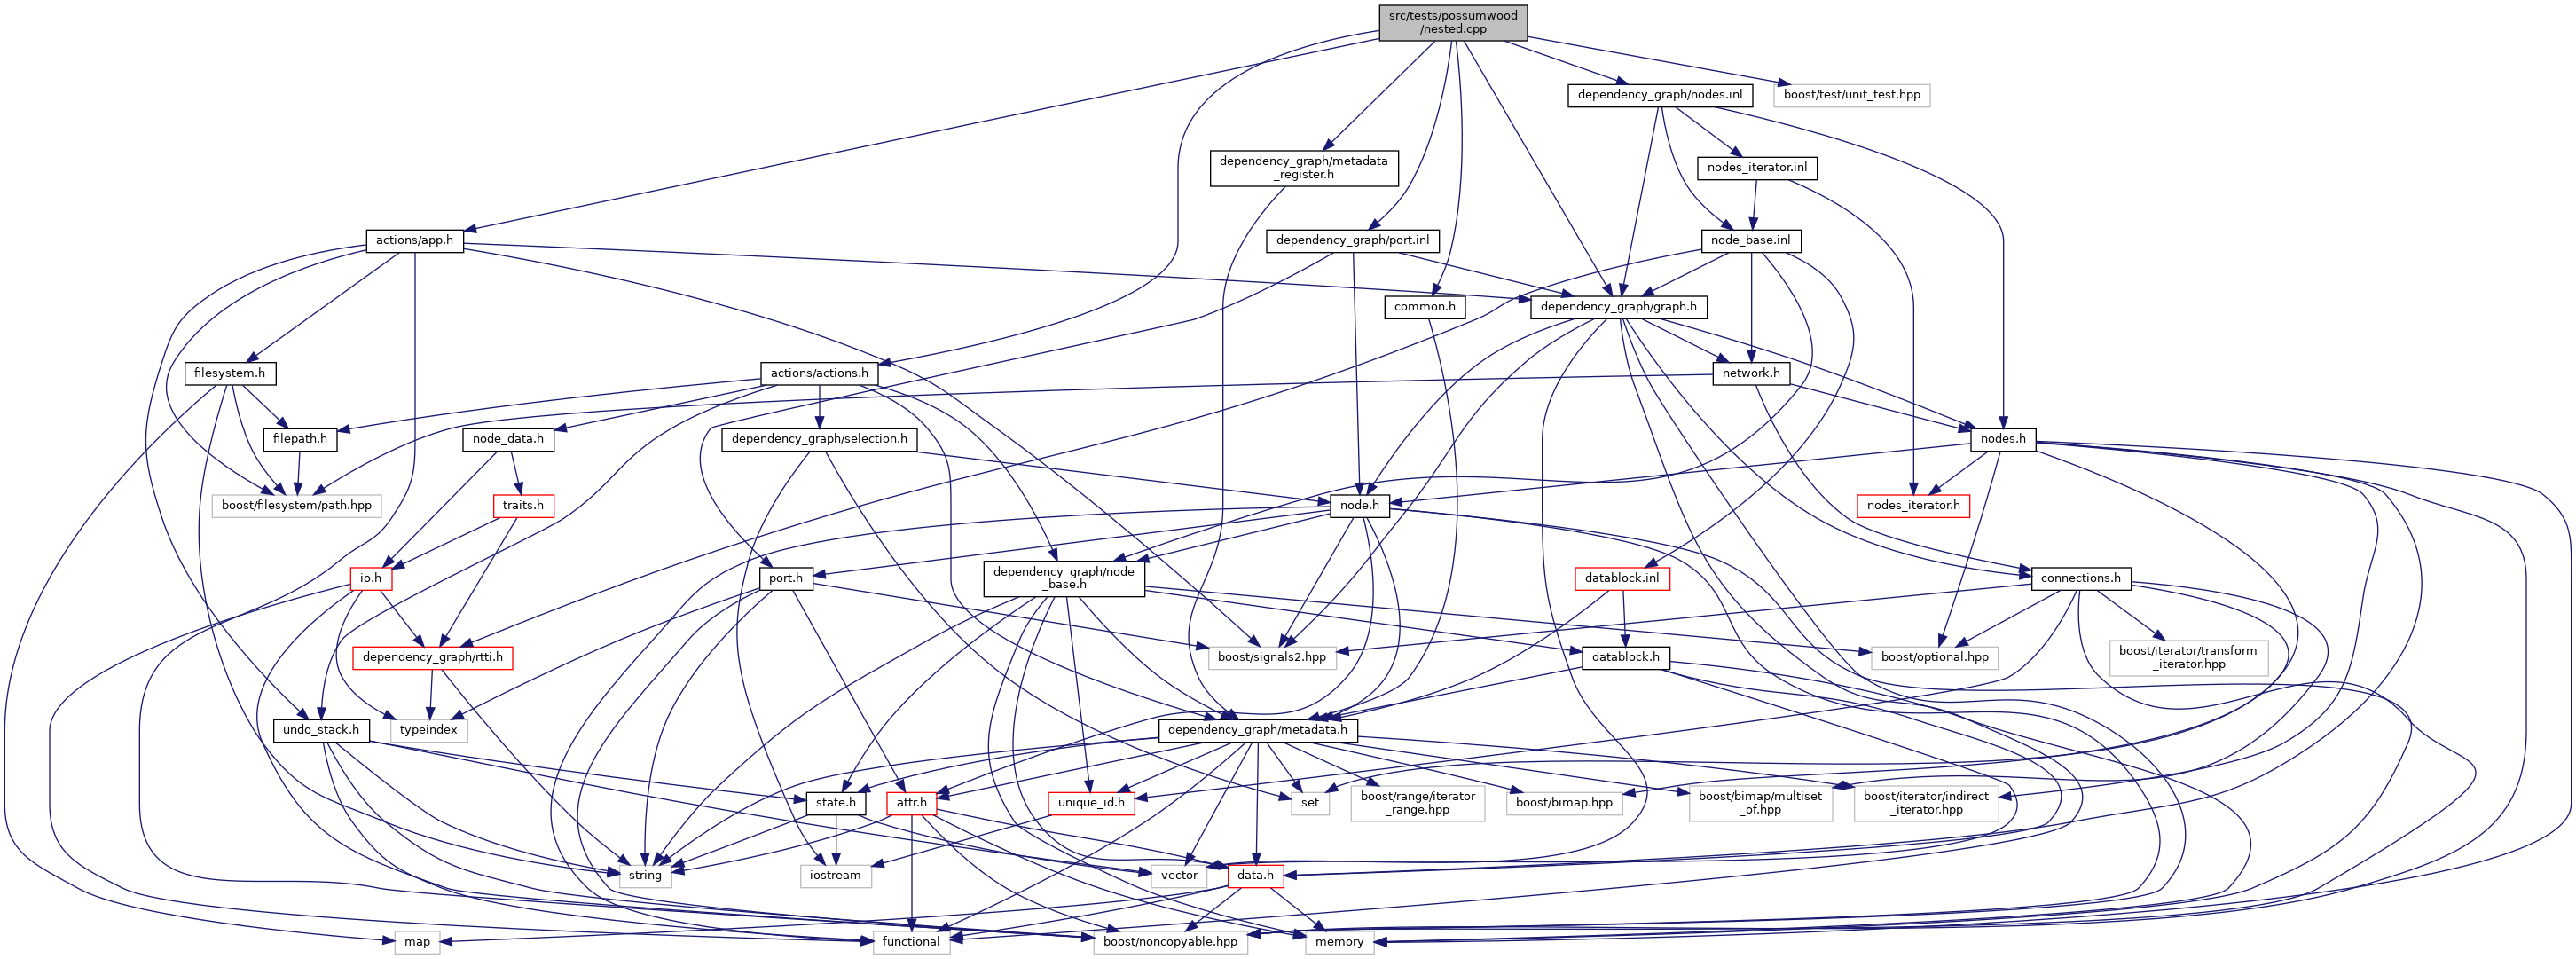 src/tests/possumwood
/nested.cpp
dependency_graph/nodes.inl
boost/test/unit_test.hpp
dependency_graph/metadata
_register.h
nodes_iterator.inl
actions/app.h
dependency_graph/port.inl
node_base.inl
common.h
dependency_graph/graph.h
filesystem.h
actions/actions.h
network.h
filepath.h
node_data.h
dependency_graph/selection.h
nodes.h
boost/filesystem/path.hpp
traits.h
node.h
nodes_iterator.h
io.h
port.h
dependency_graph/node
_base.h
datablock.inl
connections.h
dependency_graph/rtti.h
boost/signals2.hpp
datablock.h
boost/optional.hpp
boost/iterator/transform
_iterator.hpp
undo_stack.h
typeindex
dependency_graph/metadata.h
state.h
attr.h
unique_id.h
set
boost/range/iterator
_range.hpp
boost/bimap.hpp
boost/bimap/multiset
_of.hpp
boost/iterator/indirect
_iterator.hpp
string
iostream
vector
data.h
map
functional
boost/noncopyable.hpp
memory